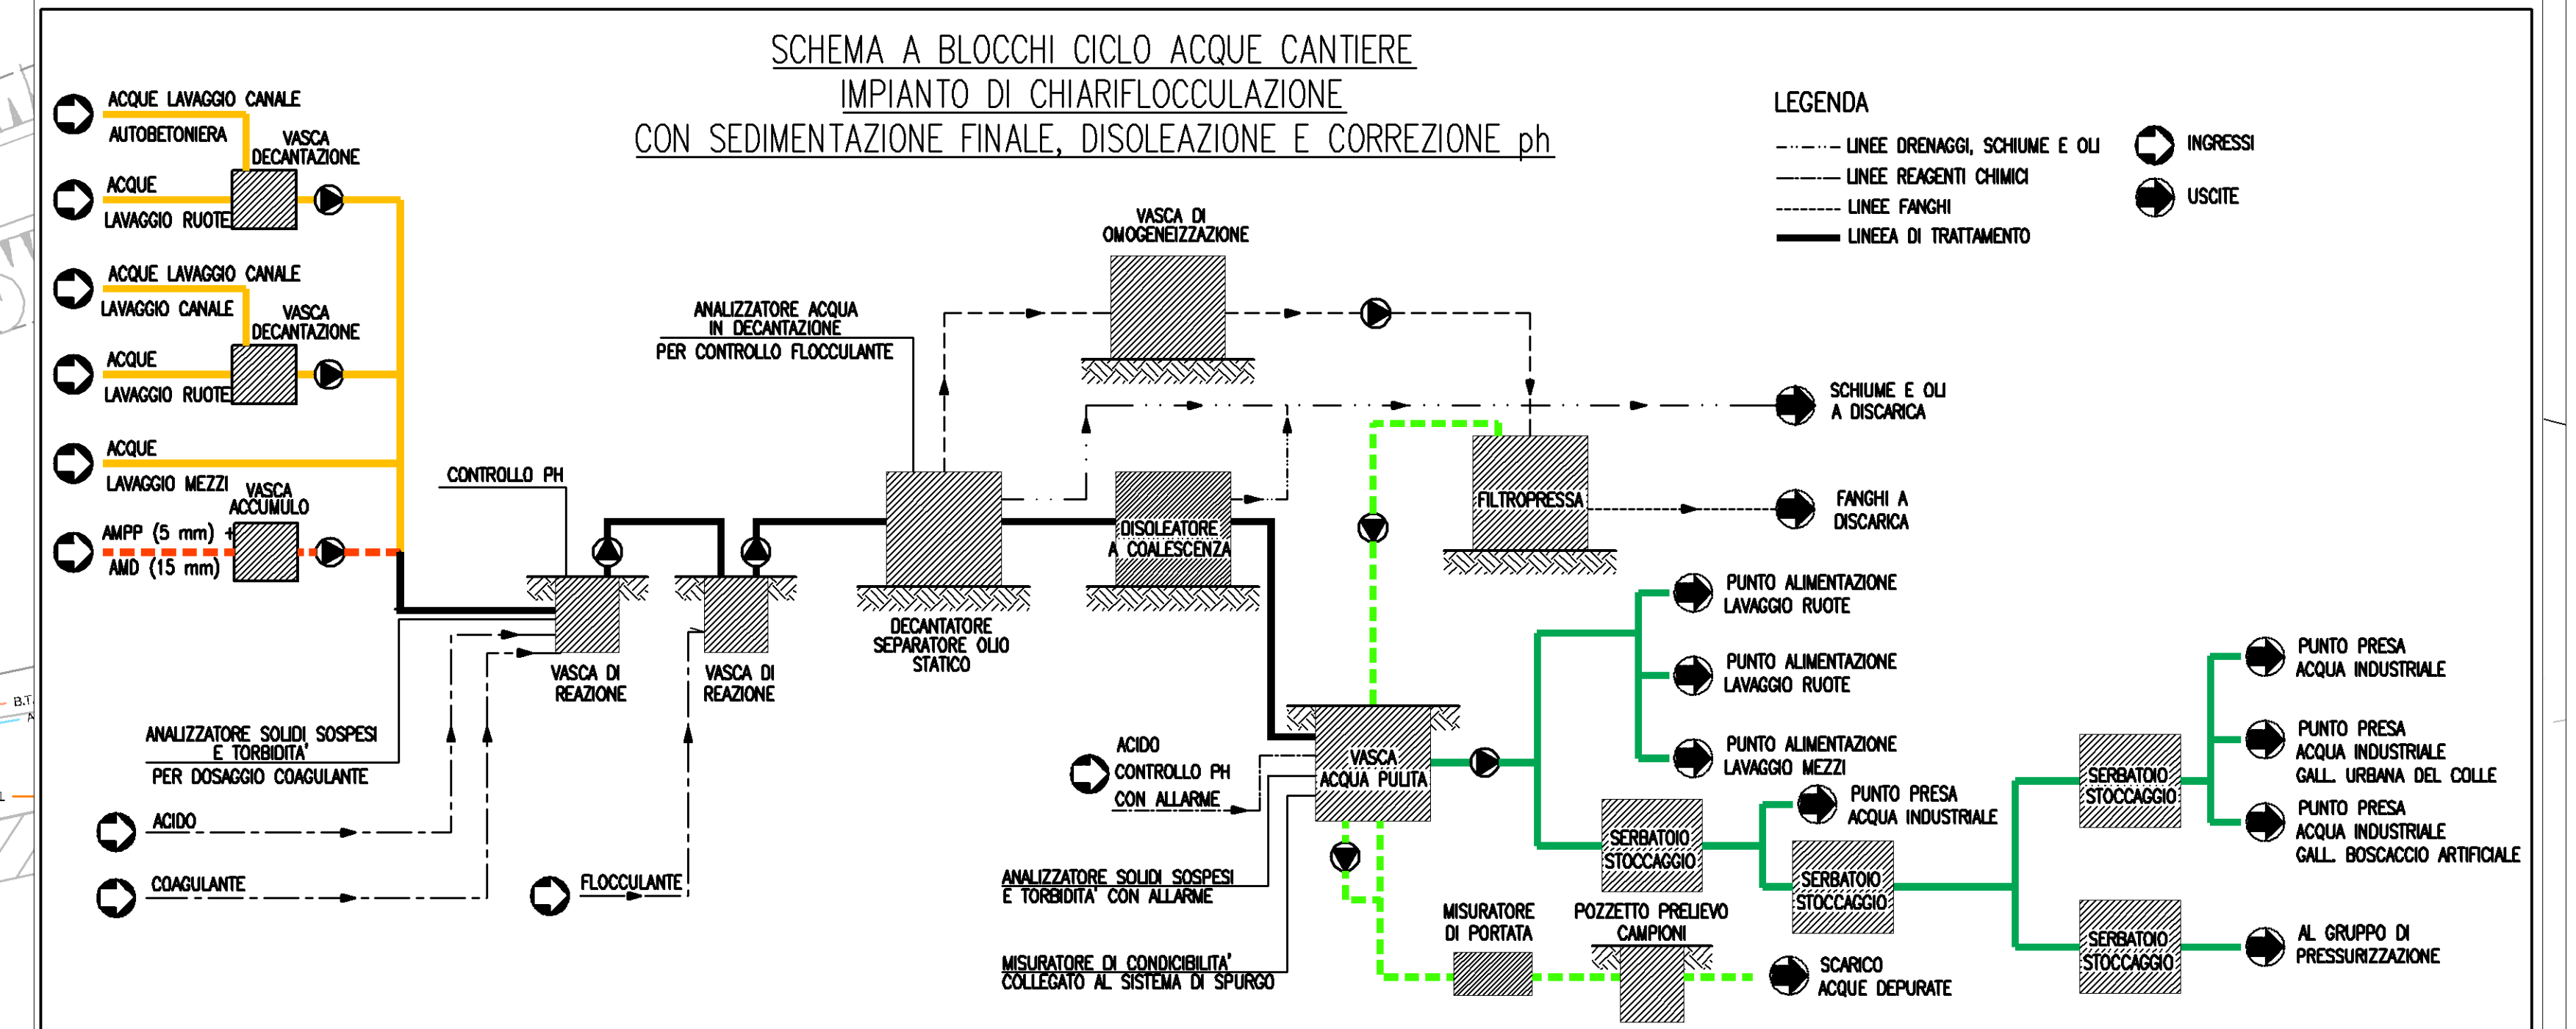 SCHEMA A BLOCCHI CICLO ACQUE CANTIERE
IMPIANTO DI CHIARIFLOCCULAZIONE
CON SEDIMENTAZIONE FINALE, DISOLEAZIONE E CORREZIONE ph
LEGENDA
LINEE DRENAGGI, SCHIUME E OLI
LINEE REAGENTI CHIMICI
LINEE FANGHI
LINEEA DI TRATTAMENTO
INGRESSI
USCITE
ACQUE LAVAGGIO CANALE
AUTOBETONIERA
VASCA
DECANTAZIONE
ACQUE
LAVAGGIO RUOTE
ACQUE LAVAGGIO CANALE
LAVAGGIO CANALE
VASCA
DECANTAZIONE
ACQUE
LAVAGGIO RUOTE
ACQUE
LAVAGGIO MEZZI
VASCA
ACCUMULO
AMPP (5 mm) +
AMD (15 mm)
CONTROLLO PH
VASCA DI
REAZIONE
VASCA DI
REAZIONE
ANALIZZATORE SOLIDI SOSPESI
E TORBIDITA'
PER DOSAGGIO COAGULANTE
ACIDO
COAGULANTE
FLOCCULANTE
ANALIZZATORE ACQUA
IN DECANTAZIONE
PER CONTROLLO FLOCCULANTE
VASCA DI
OMOGENEIZZAZIONE
DECANTATORE
SEPARATORE OLIO
STATICO
DISOLEATORE
A COALESCENZA
FILTROPRESSA
SCHIUME E OLI
A DISCARICA
FANGHI A
DISCARICA
ACIDO
CONTROLLO PH
CON ALLARME
VASCA
ACQUA PULITA
ANALIZZATORE SOLIDI SOSPESI
E TORBIDITA' CON ALLARME
MISURATORE DI CONDICIBILITA'
COLLEGATO AL SISTEMA DI SPURGO
PUNTO ALIMENTAZIONE
LAVAGGIO RUOTE
PUNTO ALIMENTAZIONE
LAVAGGIO RUOTE
PUNTO ALIMENTAZIONE
LAVAGGIO MEZZI
SERBATOIO
STOCCAGGIO
PUNTO PRESA
ACQUA INDUSTRIALE
SERBATOIO
STOCCAGGIO
MISURATORE
DI PORTATA
POZZETTO PRELIEVO
CAMPIONI
SCARICO
ACQUE DEPURATE
SERBATOIO
STOCCAGGIO
PUNTO PRESA
ACQUA INDUSTRIALE
PUNTO PRESA
ACQUA INDUSTRIALE
GALL. URBANA DEL COLLE
PUNTO PRESA
ACQUA INDUSTRIALE
GALL. BOSCACCIO ARTIFICIALE
SERBATOIO
STOCCAGGIO
AL GRUPPO DI
PRESSURIZZAZIONE
B.T.